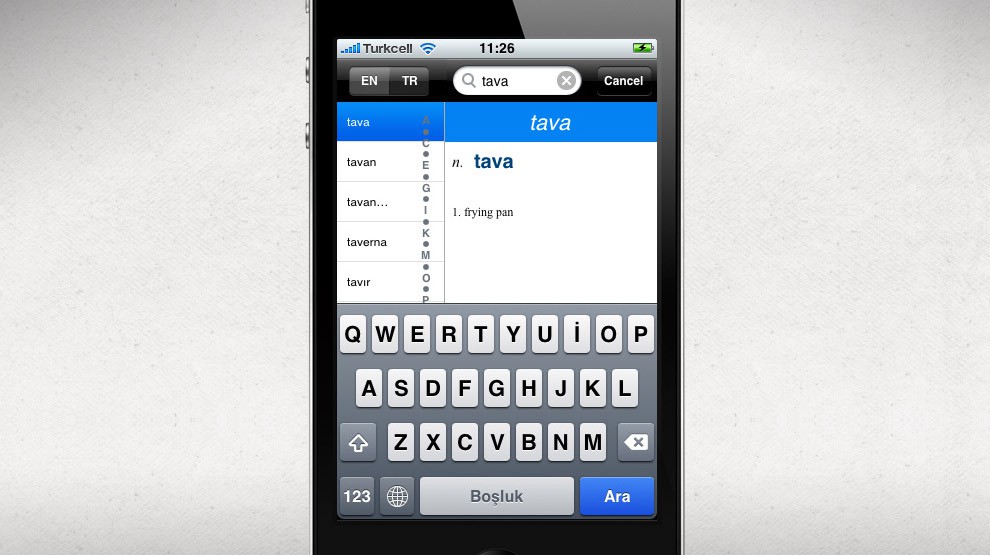 Turkcell 11:26
EN TR tava Cancel
tava
tavan
tavan…
taverna
tavır
A
C
E
G
I
K
M
O
P
tava
n. tava
1. frying pan
Q W E R T Y U İ O P
A S D F G H J K L
Z X C V B N M
123 Boşluk Ara